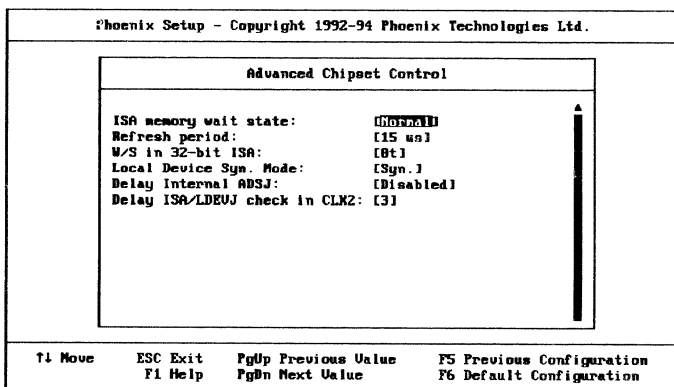 Phoenix Setup - Copyright 1992-94 Phoenix Technologies Ltd.
Advanced Chipset Control
ISA memory wait state: [Normal]
Refresh period: [15 us]
W/S in 32-bit ISA: [0t]
Local Device Syn. Mode: [Syn.]
Delay Internal ADSJ: [Disabled]
Delay ISA/LDEVJ check in CLK2: [3]
↑↓ Move ESC Exit PgUp Previous Value F5 Previous Configuration
F1 Help PgDn Next Value F6 Default Configuration